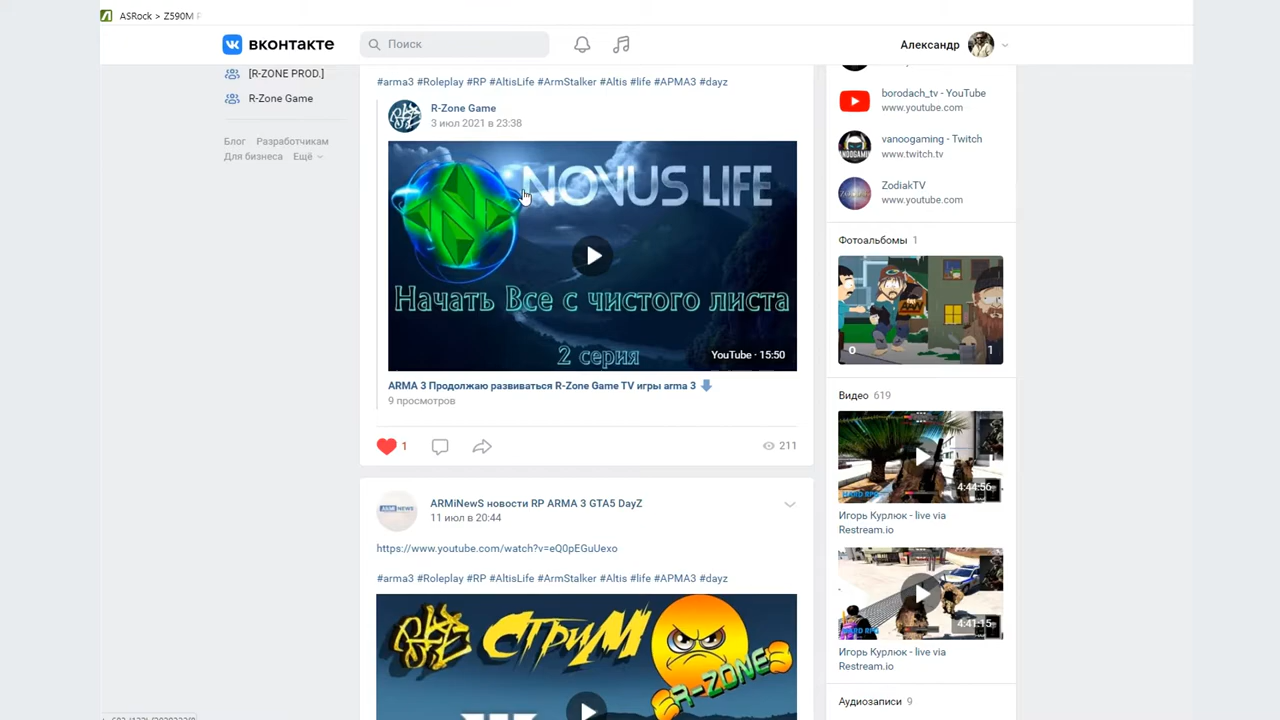 ASRock > Z590M
вконтакте
Поиск
Александр
[R-ZONE PROD.]
R-Zone Game
Блог Разработчикам
Для бизнеса Ещё
#arma3 #Roleplay #RP #AltisLife #ArmStalker #Altis #life #АРМА3 #dayz
R-Zone Game
3 июл 2021 в 23:38
NOVUS LIFE
Начать Все с чистого листа
2 серия
YouTube · 15:50
ARMA 3 Продолжаю развиваться R-Zone Game TV игры arma 3
9 просмотров
1
211
ARMiNewS новости RP ARMA 3 GTA5 DayZ
11 июл в 20:44
https://www.youtube.com/watch?v=eQ0pEGuUexo
#arma3 #Roleplay #RP #AltisLife #ArmStalker #Altis #life #АРМА3 #dayz
СТРИМ
R-ZONE
borodach_tv - YouTube
www.youtube.com
vanoogaming - Twitch
www.twitch.tv
ZodiakTV
www.youtube.com
Фотоальбомы 1
0
1
Видео 619
4:44:56
HARD RPG
Игорь Курлюк - live via
Restream.io
4:41:15
HARD RPG
Игорь Курлюк - live via
Restream.io
Аудиозаписи 9